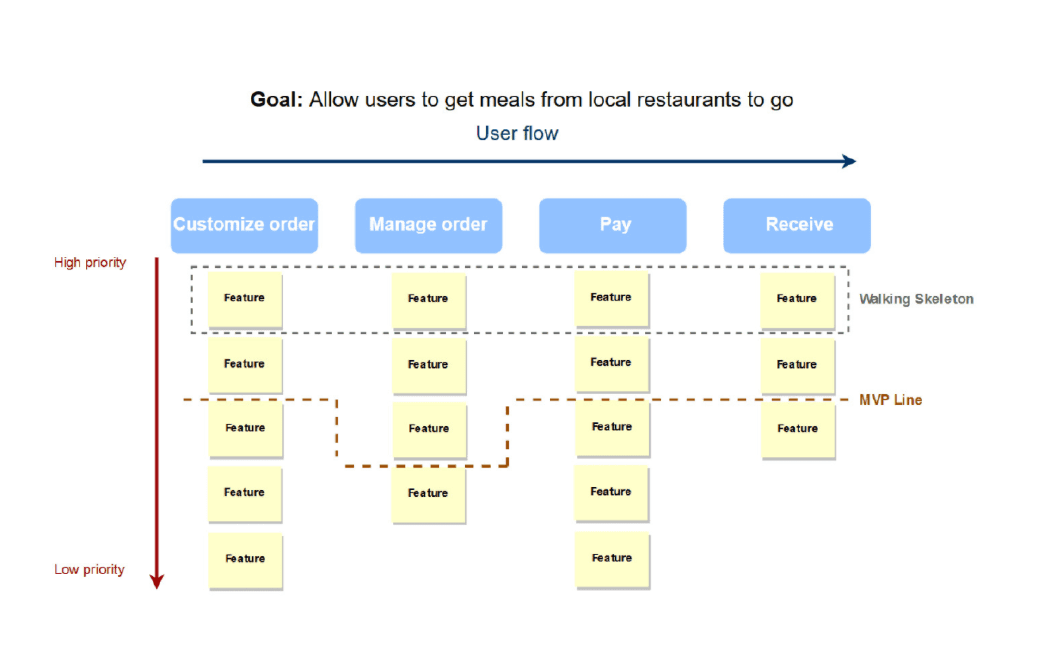 Goal: Allow users to get meals from local restaurants to go
User flow
Customize order
Manage order
Pay
Receive
High priority
Feature
Feature
Feature
Feature
Walking Skeleton
Feature
Feature
Feature
Feature
MVP Line
Feature
Feature
Feature
Feature
Feature
Feature
Feature
Low priority
Feature
Feature